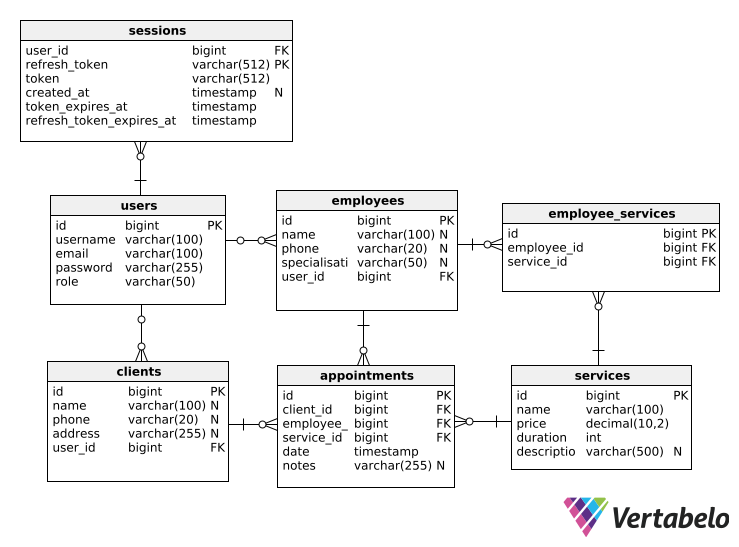 sessions
user_id bigint FK
refresh_token varchar(512) PK
token varchar(512)
created_at timestamp N
token_expires_at timestamp
refresh_token_expires_at timestamp
users
id bigint PK
username varchar(100)
email varchar(100)
password varchar(255)
role varchar(50)
employees
id bigint PK
name varchar(100) N
phone varchar(20) N
specialisati varchar(50) N
user_id bigint FK
employee_services
id bigint PK
employee_id bigint FK
service_id bigint FK
clients
id bigint PK
name varchar(100) N
phone varchar(20) N
address varchar(255) N
user_id bigint FK
appointments
id bigint PK
client_id bigint FK
employee_ bigint FK
service_id bigint FK
date timestamp
notes varchar(255) N
services
id bigint PK
name varchar(100)
price decimal(10,2)
duration int
descriptio varchar(500) N
Vertabelo